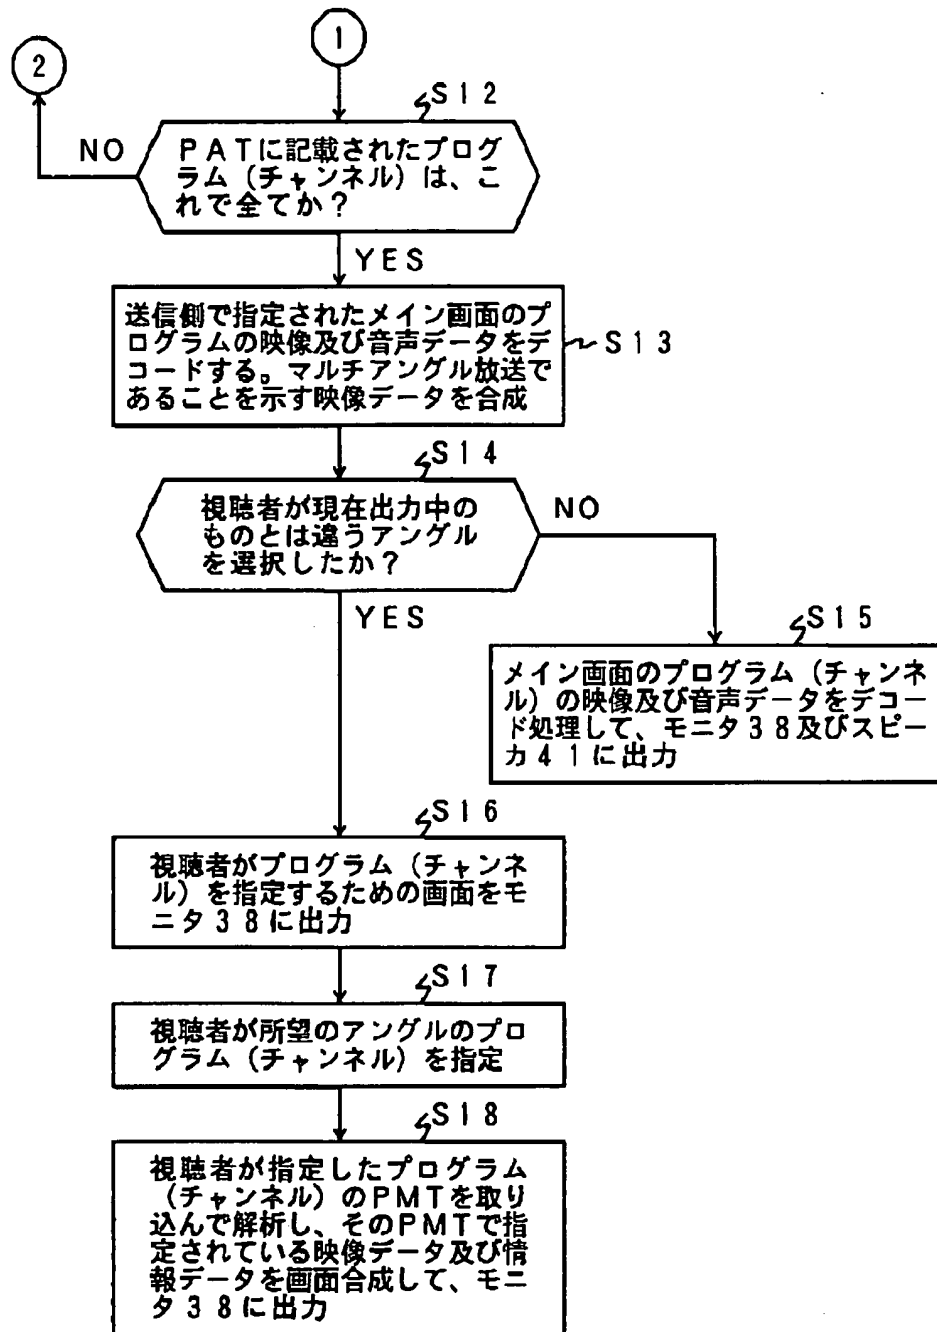 1
2
S12
NO
PATに記載されたプログ
ラム（チャンネル）は、こ
れで全てか？
YES
送信側で指定されたメイン画面のプ
ログラムの映像及び音声データをデ
コードする。マルチアングル放送で
あることを示す映像データを合成
S13
S14
視聴者が現在出力中の
ものとは違うアングル
を選択したか？
NO
YES
S15
メイン画面のプログラム（チャンネ
ル）の映像及び音声データをデコー
ド処理して、モニタ38及びスピー
カ41に出力
S16
視聴者がプログラム（チャンネ
ル）を指定するための画面をモ
ニタ38に出力
S17
視聴者が所望のアングルのプロ
グラム（チャンネル）を指定
S18
視聴者が指定したプログラム
（チャンネル）のPMTを取り
込んで解析し、そのPMTで指
定されている映像データ及び情
報データを画面合成して、モニ
タ38に出力